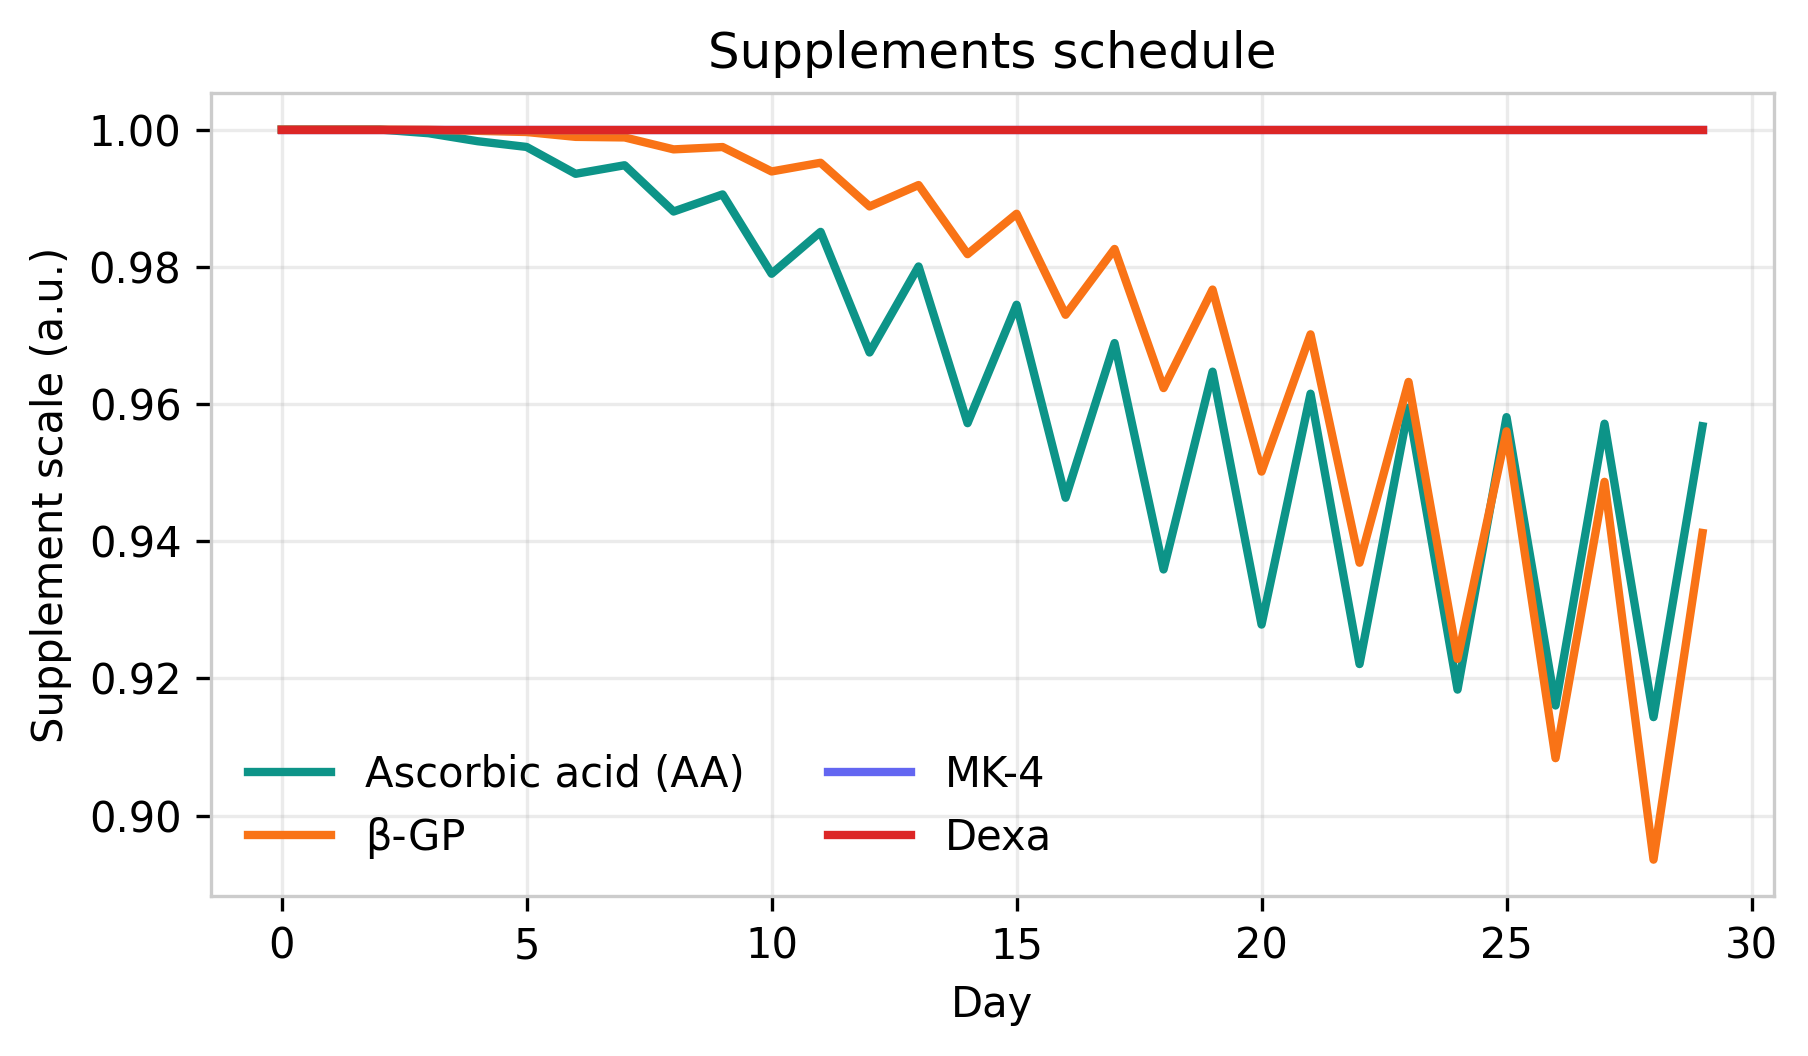 Supplements schedule
Supplement scale (a.u.)
1.00
0.98
0.96
0.94
0.92
0.90
Ascorbic acid (AA)
β-GP
MK-4
Dexa
0 5 10 15 20 25 30
Day